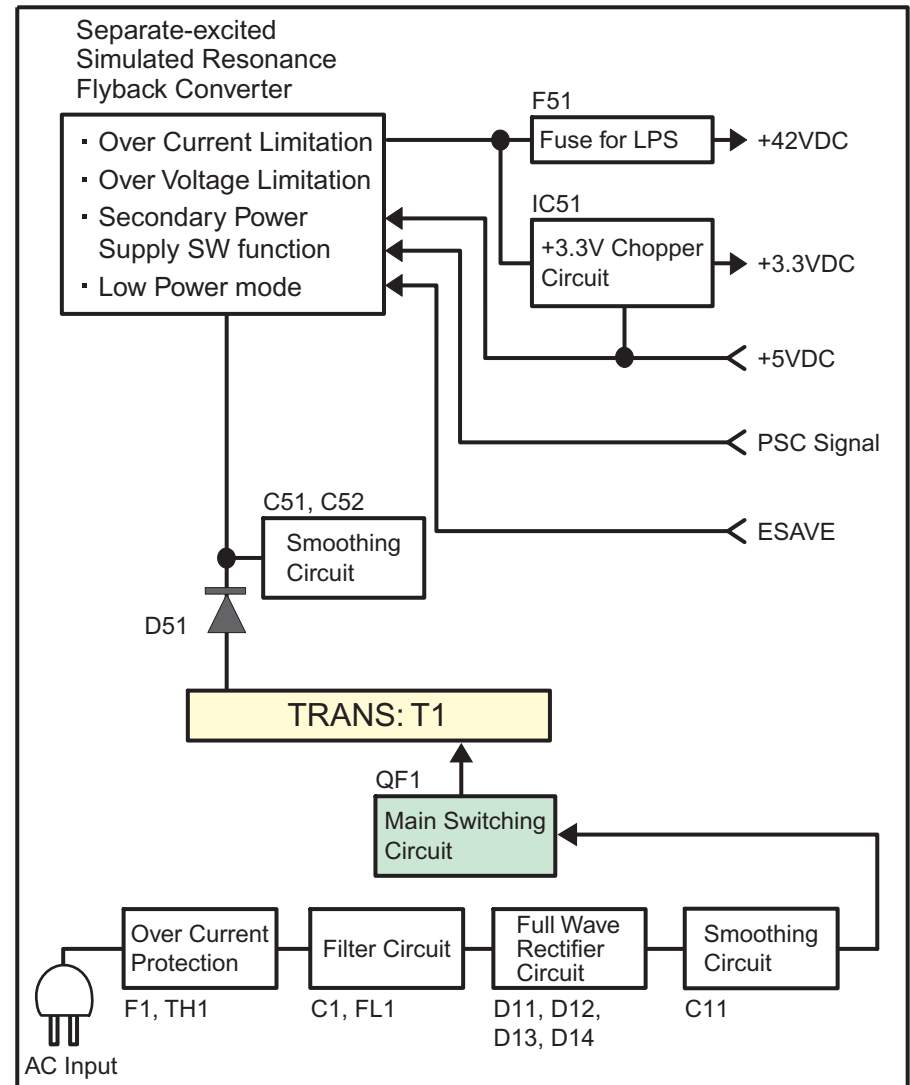 Separate-excited
Simulated Resonance
Flyback Converter
· Over Current Limitation
· Over Voltage Limitation
· Secondary Power
Supply SW function
· Low Power mode
F51
Fuse for LPS
+42VDC
IC51
+3.3V Chopper
Circuit
+3.3VDC
+5VDC
PSC Signal
ESAVE
C51, C52
Smoothing
Circuit
D51
TRANS: T1
QF1
Main Switching
Circuit
Over Current
Protection
F1, TH1
Filter Circuit
C1, FL1
Full Wave
Rectifier
Circuit
D11, D12,
D13, D14
Smoothing
Circuit
C11
AC Input